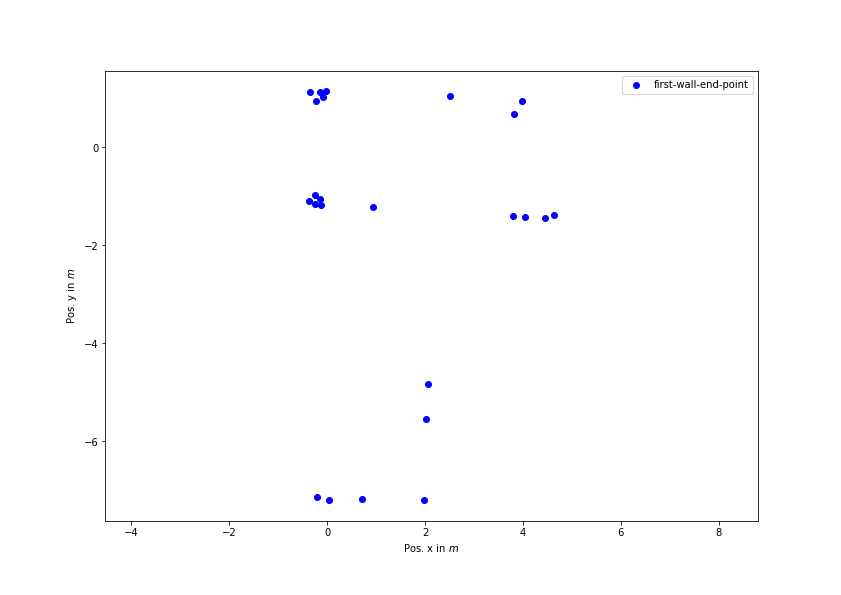 first-wall-end-point
0
−2
−4
−6
Pos. y in m
−4 −2 0 2 4 6 8
Pos. x in m